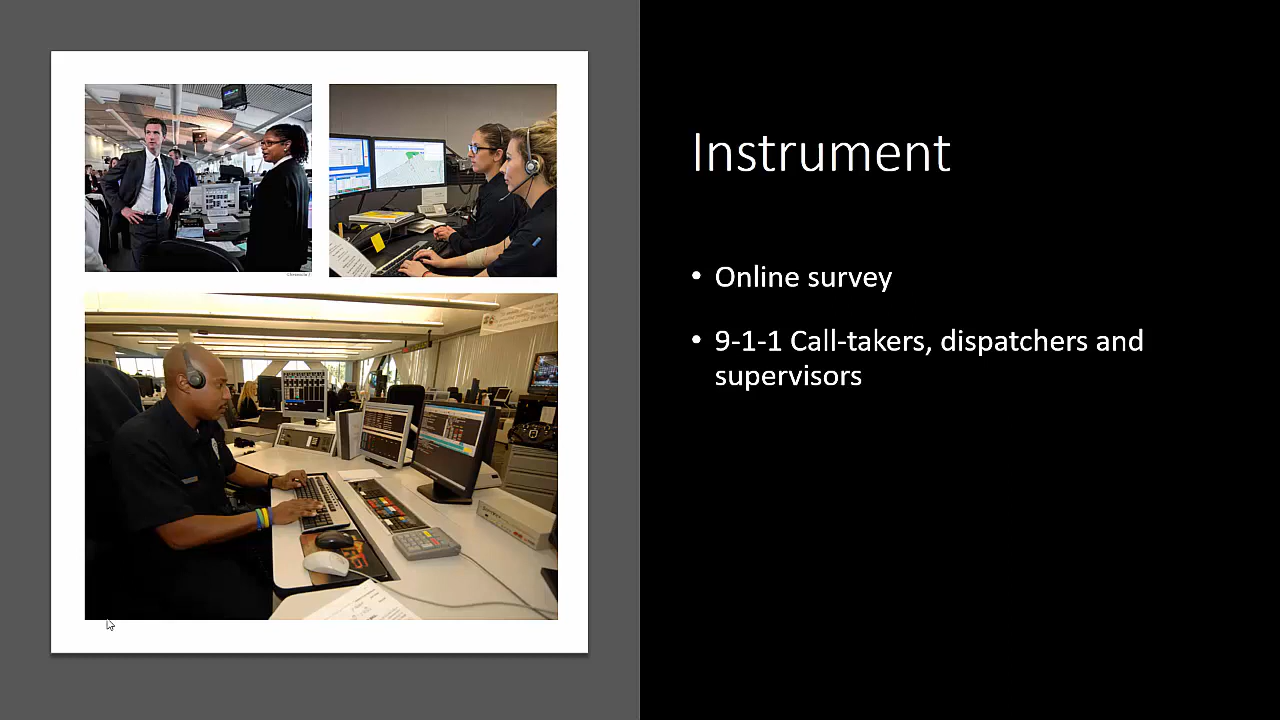 Instrument
• Online survey
• 9-1-1 Call-takers, dispatchers and
supervisors